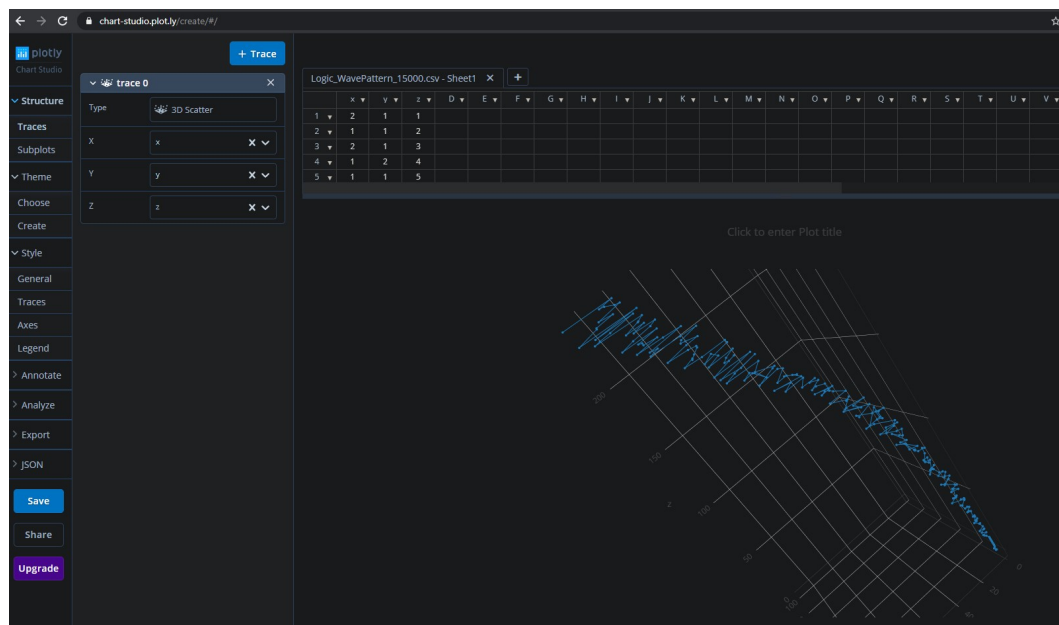 chart-studio.plot.ly/create/#/
plotly
Chart Studio
Structure
Traces
Subplots
Theme
Choose
Create
Style
General
Traces
Axes
Legend
Annotate
Analyze
Export
JSON
Save
Share
Upgrade
+ Trace
trace 0
Type 3D Scatter
X x
Y y
Z z
Logic_WavePattern_15000.csv - Sheet1
x y z D E F G H I J K L M N O P Q R S T U V
1 2 1 1
2 1 1 2
3 2 1 3
4 1 2 4
5 1 1 5
Click to enter Plot title
200
150
z
100
50
0
100
0
20
40